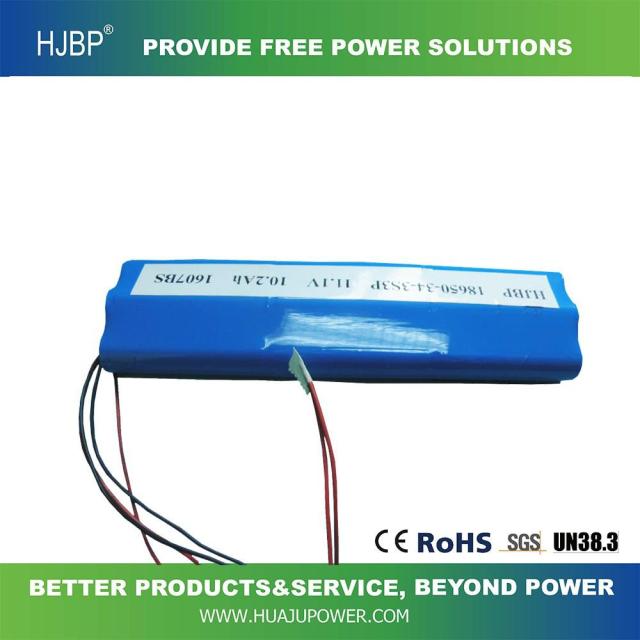 HJBP®
PROVIDE FREE POWER SOLUTIONS
HJBP 18650-34-3S3P 11.1V 10.2Ah 1607BS
CE RoHS SGS UN38.3
BETTER PRODUCTS&SERVICE, BEYOND POWER
WWW.HUAJUPOWER.COM